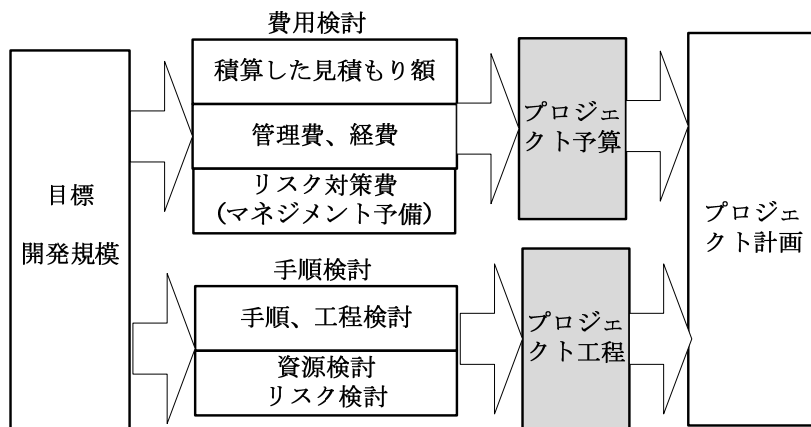 費用検討
積算した見積もり額
管理費、経費
リスク対策費
(マネジメント予備)
目標
開発規模
手順検討
手順、工程検討
資源検討
リスク検討
プロジェ
クト予算
プロジェ
クト工程
プロジェ
クト計画